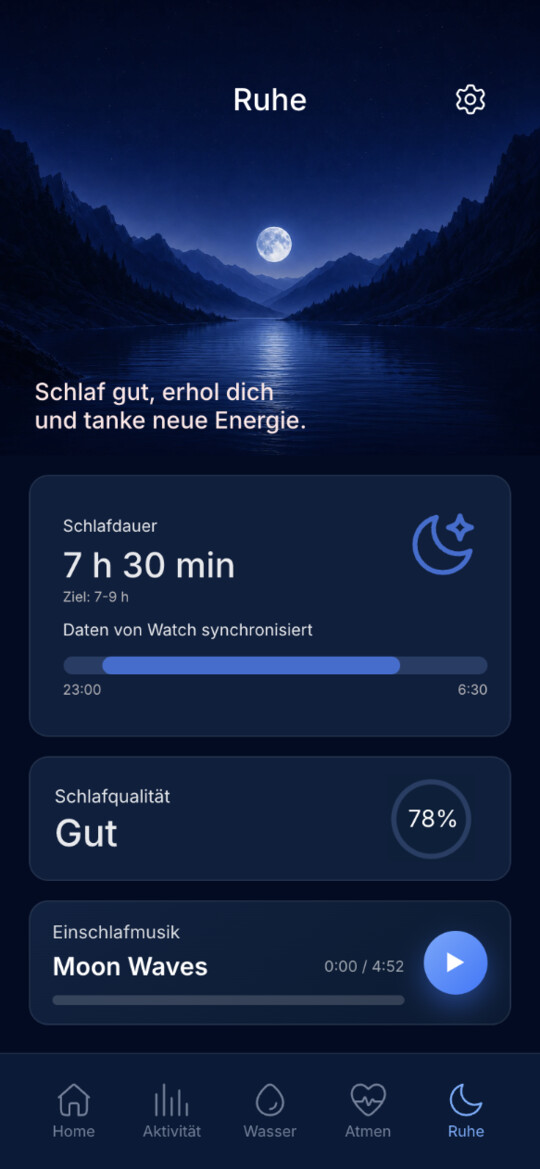 Ruhe
Schlaf gut, erhol dich
und tanke neue Energie.
Schlafdauer
7 h 30 min
Ziel: 7-9 h
Daten von Watch synchronisiert
23:00 6:30
Schlafqualität
Gut
78%
Einschlafmusik
Moon Waves
0:00 / 4:52
Home Aktivität Wasser Atmen Ruhe